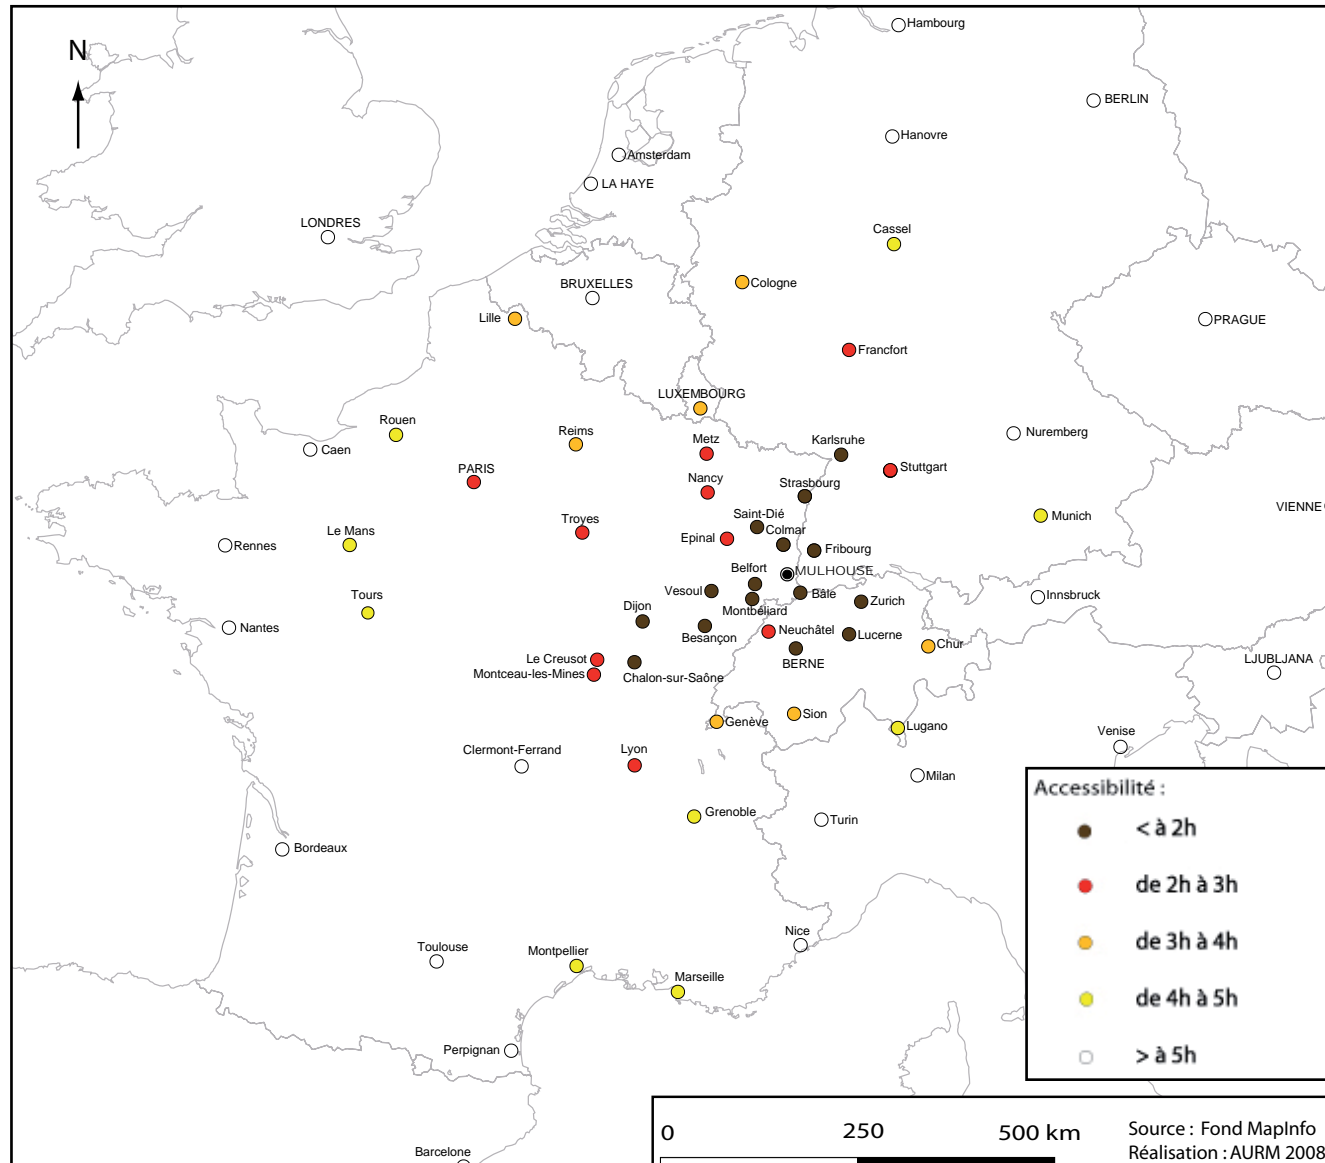 Hambourg
N
BERLIN
Hanovre
Amsterdam
LA HAYE
LONDRES
Cassel
BRUXELLES
Cologne
Lille
PRAGUE
Francfort
LUXEMBOURG
Rouen
Reims
Metz
Karlsruhe
Nuremberg
Caen
PARIS
Nancy
Stuttgart
Strasbourg
Troyes
Saint-Dié
Colmar
Munich
VIENNE
Le Mans
Rennes
Epinal
Fribourg
Belfort
MULHOUSE
Vesoul
Bâle
Zurich
Innsbruck
Tours
Dijon
Montbéliard
Nantes
Besançon
Neuchâtel
Lucerne
Chur
Le Creusot
BERNE
LJUBLJANA
Montceau-les-Mines
Chalon-sur-Saône
Genève
Sion
Lugano
Venise
Clermont-Ferrand
Lyon
Milan
Grenoble
Turin
Bordeaux
Nice
Toulouse
Montpellier
Marseille
Perpignan
Barcelone
Accessibilité :
< à 2h
de 2h à 3h
de 3h à 4h
de 4h à 5h
> à 5h
0 250 500 km
Source : Fond MapInfo
Réalisation : AURM 2008